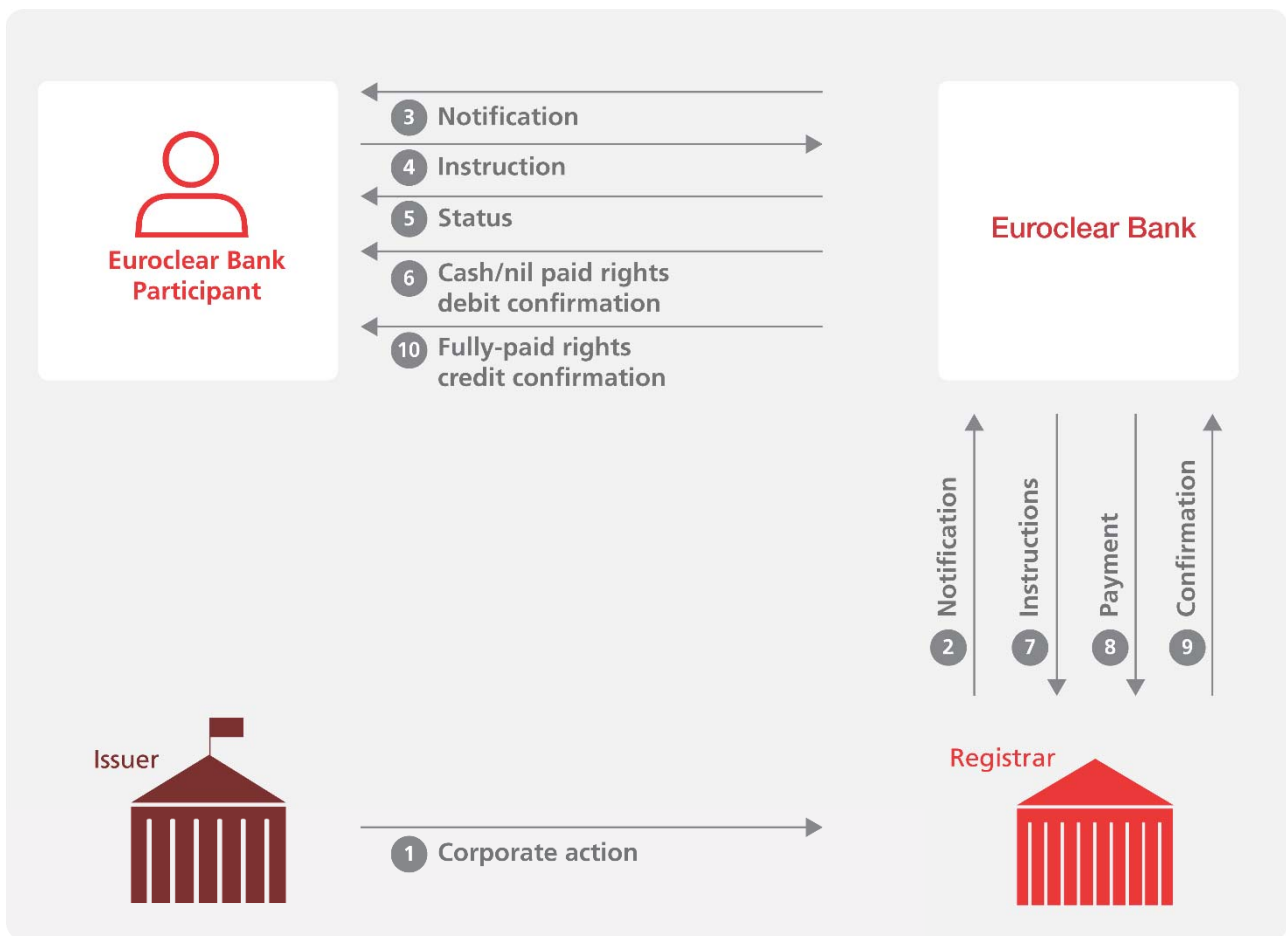 3 Notification
4 Instruction
5 Status
6 Cash/nil paid rights
debit confirmation
10 Fully-paid rights
credit confirmation
Euroclear Bank
Participant
Euroclear Bank
2 Notification
7 Instructions
8 Payment
9 Confirmation
Issuer
Registrar
1 Corporate action